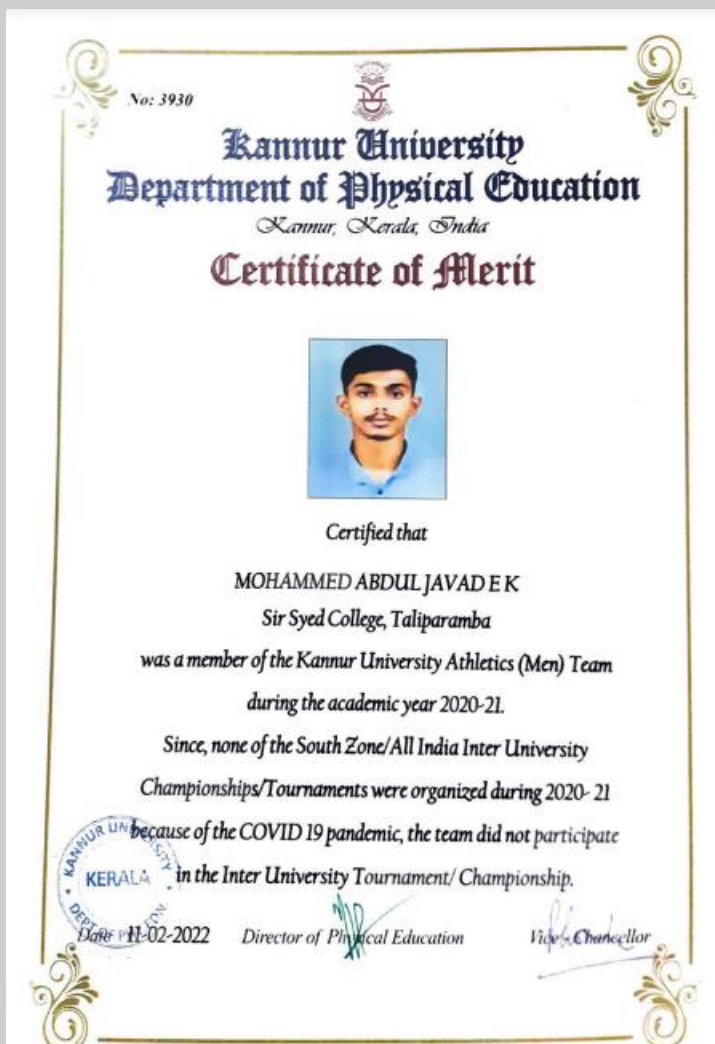 No: 3930
Kannur University
Department of Physical Education
Kannur, Kerala, India
Certificate of Merit
Certified that
MOHAMMED ABDUL JAVAD E K
Sir Syed College, Taliparamba
was a member of the Kannur University Athletics (Men) Team
during the academic year 2020-21.
Since, none of the South Zone/All India Inter University
Championships/Tournaments were organized during 2020- 21
because of the COVID 19 pandemic, the team did not participate
in the Inter University Tournament/ Championship.
KANNUR UNIVERSITY
KERALA
DEPT. OF PHY. EDN
Date 11-02-2022 Director of Physical Education Vice - Chancellor